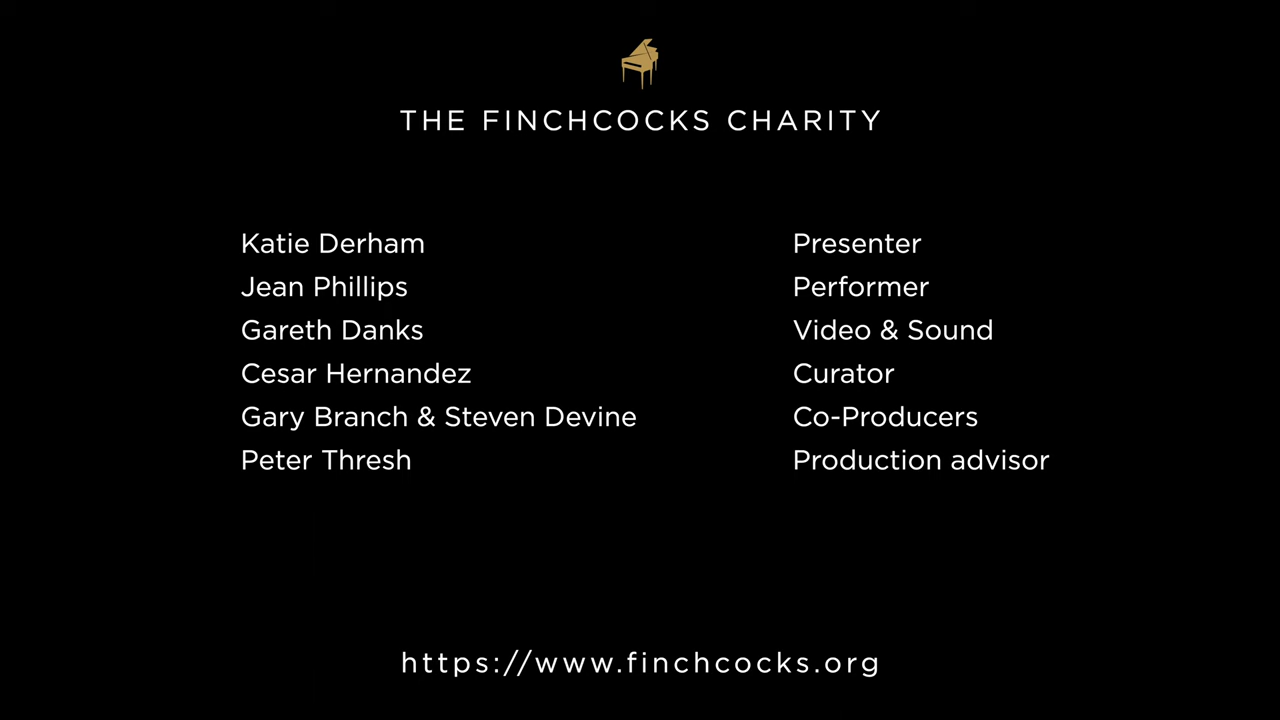 THE FINCHCOCKS CHARITY
Katie Derham Presenter
Jean Phillips Performer
Gareth Danks Video & Sound
Cesar Hernandez Curator
Gary Branch & Steven Devine Co-Producers
Peter Thresh Production advisor
https://www.finchcocks.org